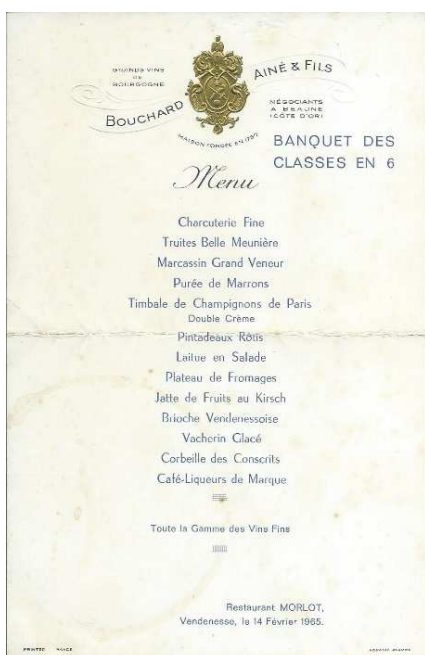 GRANDS VINS
DE
BOURGOGNE
BOUCHARD AINÉ & FILS
NÉGOCIANTS
A BEAUNE
(CÔTE D'OR)
MAISON FONDÉE EN 1750
BANQUET DES
CLASSES EN 6
Menu
Charcuterie Fine
Truites Belle Meunière
Marcassin Grand Veneur
Purée de Marrons
Timbale de Champignons de Paris
Double Crème
Pintadeaux Rôtis
Laitue en Salade
Plateau de Fromages
Jatte de Fruits au Kirsch
Brioche Vendenessoise
Vacherin Glacé
Corbeille des Conscrits
Café-Liqueurs de Marque
Toute la Gamme des Vins Fins
Restaurant MORLOT,
Vendenesse, le 14 Février 1965.
PRINTED